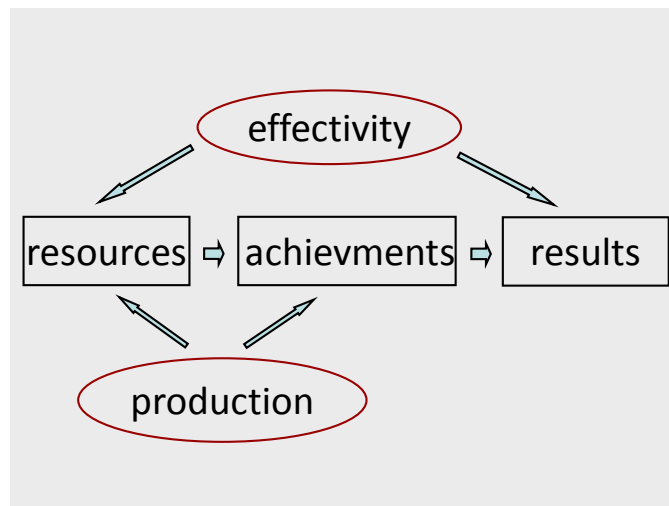 effectivity
resources
achievments
results
production